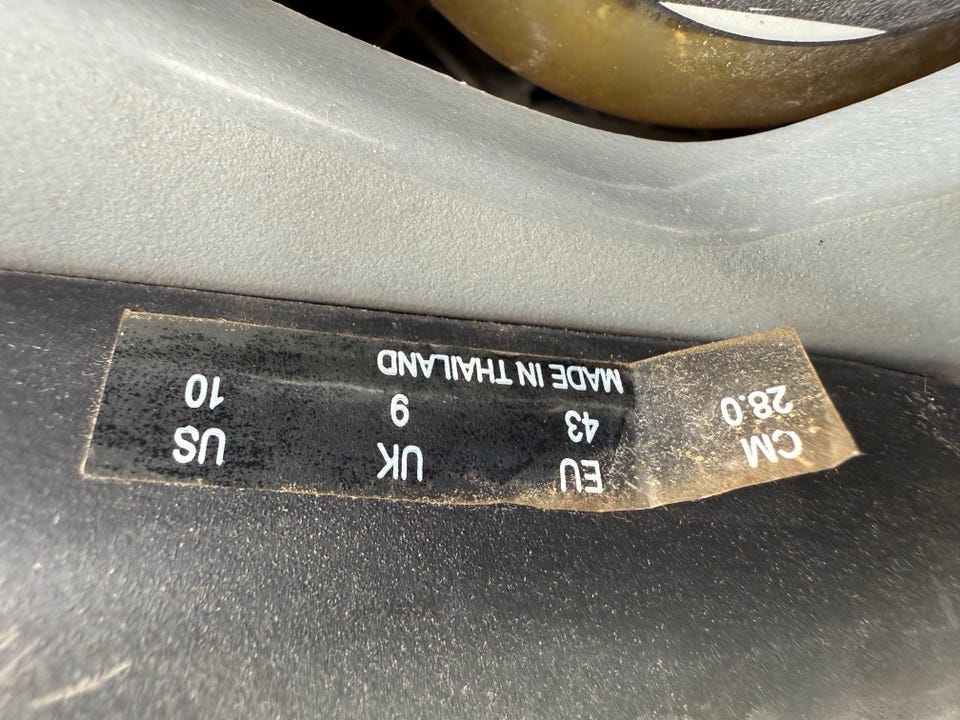 CM EU UK US
28.0 43 9 10
MADE IN THAILAND